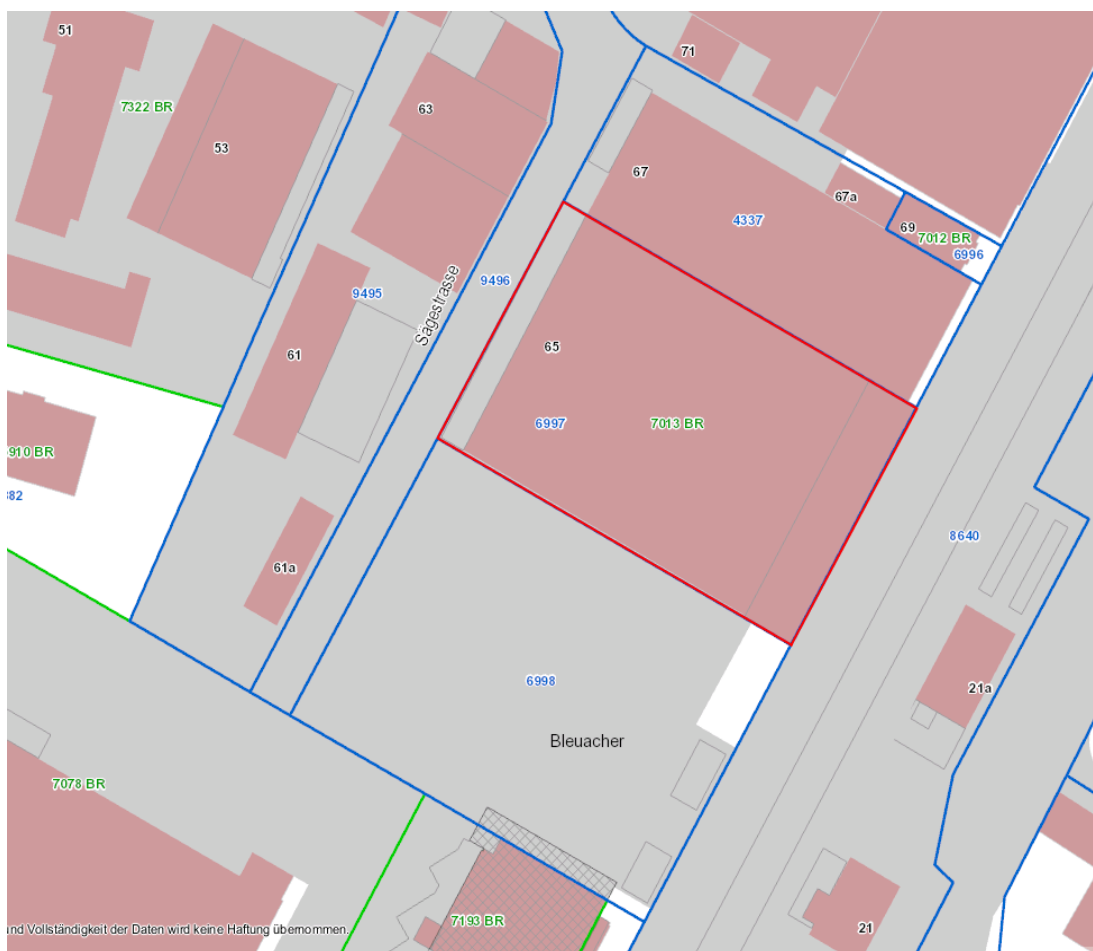 51
71
7322 BR
63
53
67
67a
4337
69
7012 BR
6996
9496
9495
Sägestrasse
65
61
6997
7013 BR
910 BR
382
8640
61a
6998
21a
Bleuacher
7078 BR
7193 BR
21
und Vollständigkeit der Daten wird keine Haftung übernommen.